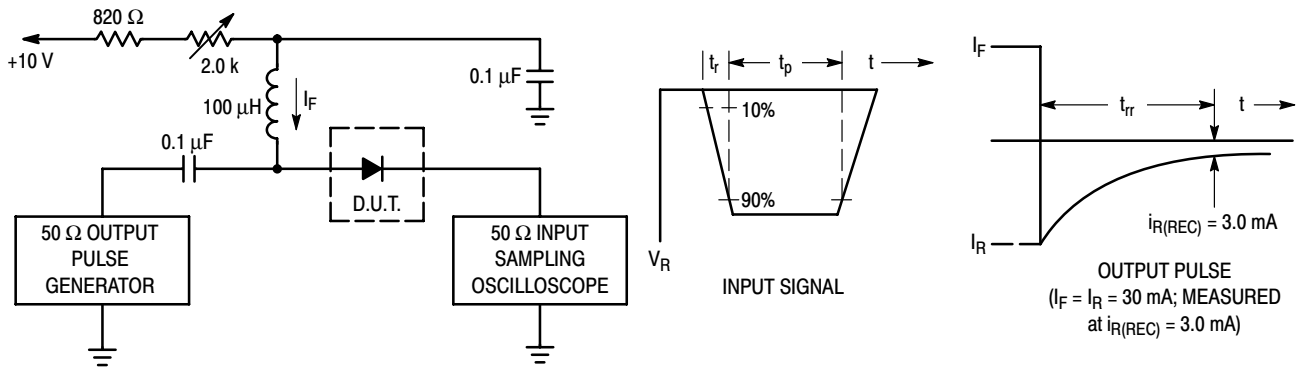 820 Ω
+10 V
2.0 k
100 μH
I_F
0.1 μF
0.1 μF
D.U.T.
50 Ω OUTPUT
PULSE
GENERATOR
50 Ω INPUT
SAMPLING
OSCILLOSCOPE
t_r
t_p
t
10%
90%
V_R
INPUT SIGNAL
I_F
t_rr
t
I_R
i_R(REC) = 3.0 mA
OUTPUT PULSE
(I_F = I_R = 30 mA; MEASURED
at i_R(REC) = 3.0 mA)